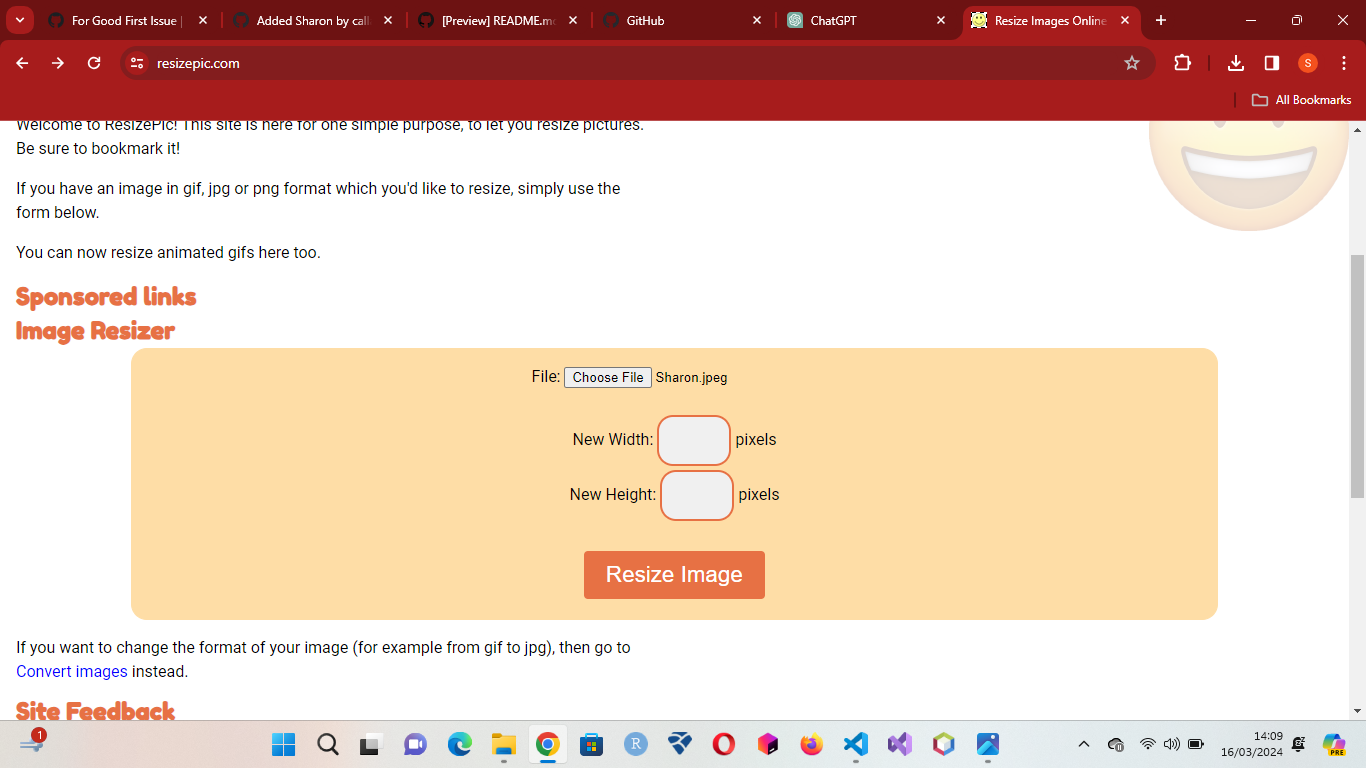 For Good First Issue |
Added Sharon by call
[Preview] README.m
GitHub
ChatGPT
Resize Images Online
resizepic.com
S
All Bookmarks
Welcome to ResizePic! This site is here for one simple purpose, to let you resize pictures.
Be sure to bookmark it!
If you have an image in gif, jpg or png format which you'd like to resize, simply use the
form below.
You can now resize animated gifs here too.
Sponsored links
Image Resizer
File: Choose File Sharon.jpeg
New Width: pixels
New Height: pixels
Resize Image
If you want to change the format of your image (for example from gif to jpg), then go to
Convert images instead.
Site Feedback
1
R
14:09
16/03/2024
PRE